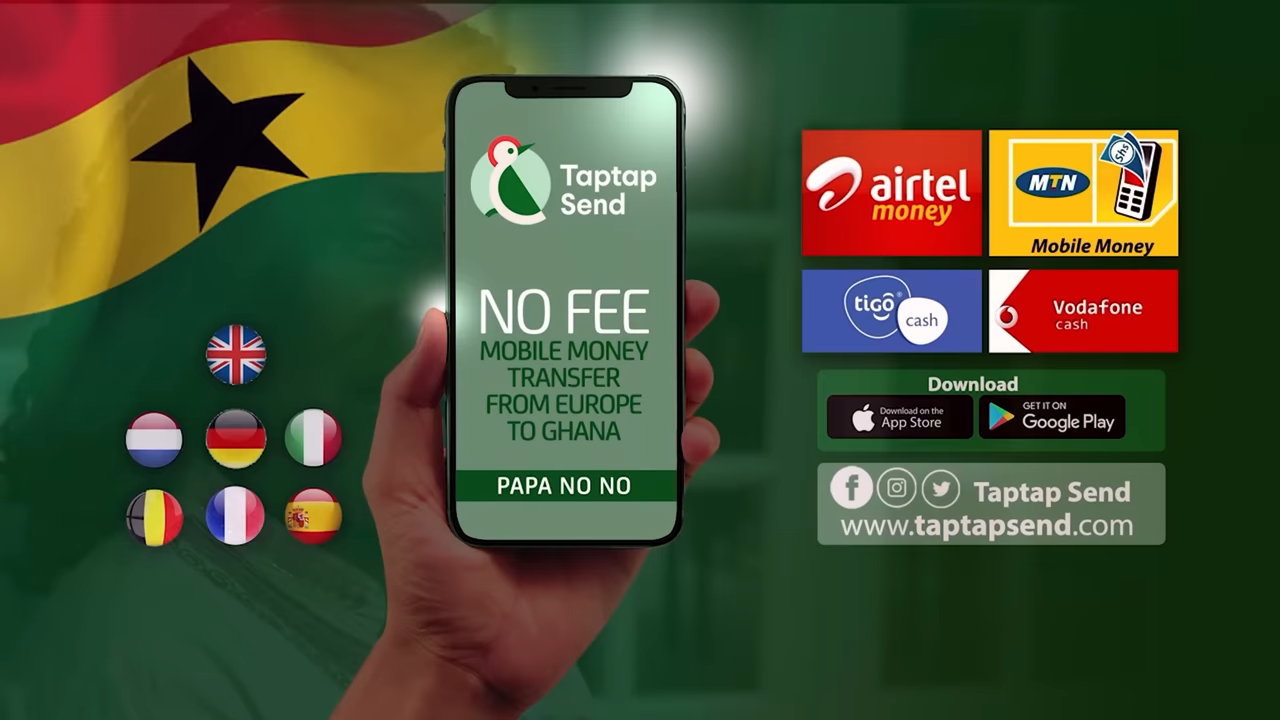 Taptap
Send
NO FEE
MOBILE MONEY
TRANSFER
FROM EUROPE
TO GHANA
PAPA NO NO
airtel
money
MTN
Shs
Mobile Money
tigo
cash
Vodafone
cash
Download
Download on the
App Store
GET IT ON
Google Play
Taptap Send
www.taptapsend.com